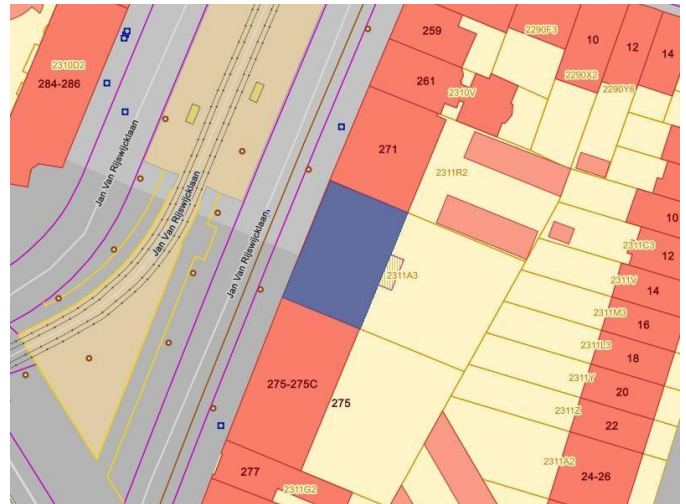 259
2290F3
10
12
14
2310D2
284-286
261
2310V
2290X2
2290Y6
271
2311R2
Jan Van Rijswijcklaan
Jan Van Rijswijcklaan
Jan Van Rijswijcklaan
10
2311C3
12
2311A3
2311V
14
2311M3
16
2311L3
18
2311Y
275-275C
275
20
2311Z
22
2311A2
24-26
277
2311G2